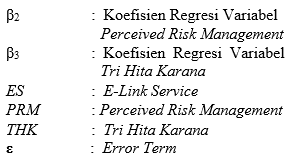 β2 : Koefisien Regresi Variabel
Perceived Risk Management
β3 : Koefisien Regresi Variabel
Tri Hita Karana
ES : E-Link Service
PRM : Perceived Risk Management
THK : Tri Hita Karana
ε : Error Term